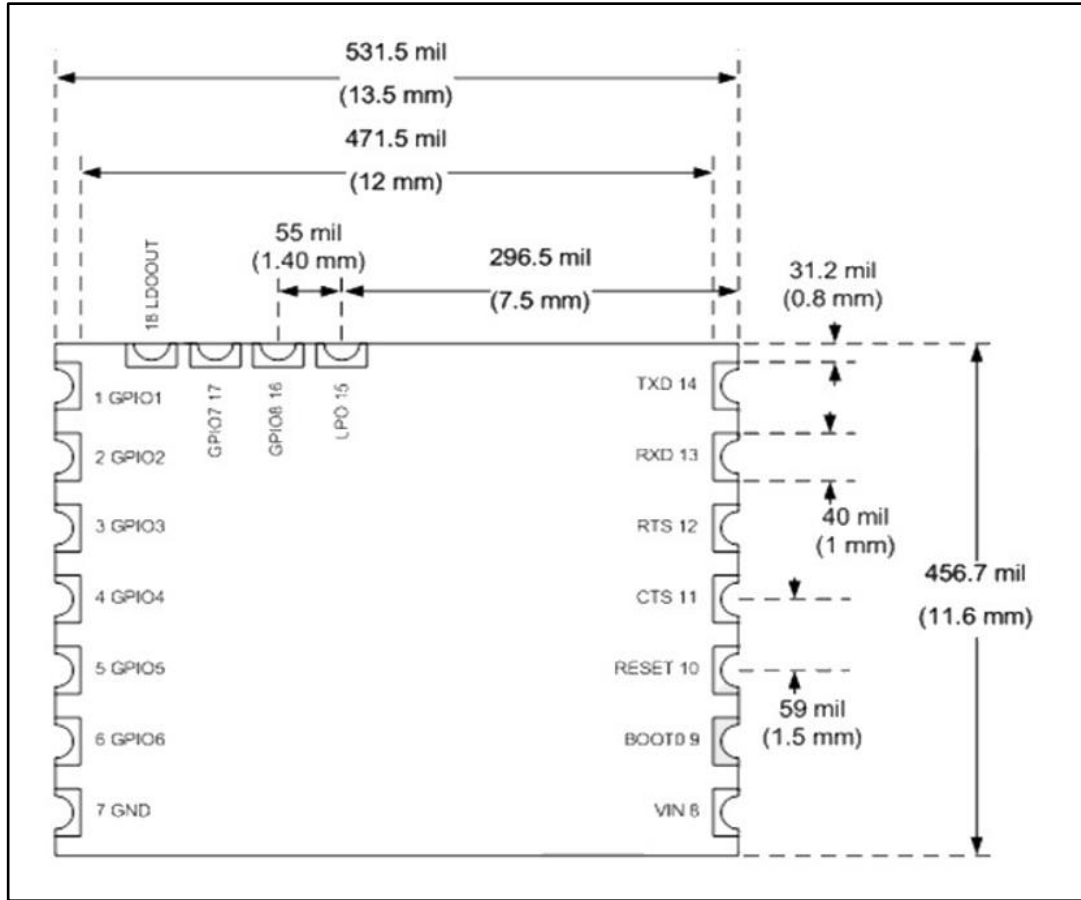 531.5 mil
(13.5 mm)
471.5 mil
(12 mm)
55 mil
(1.40 mm)
296.5 mil
(7.5 mm)
31.2 mil
(0.8 mm)
18 LDOOUT
GPIO7 17
GPIO8 16
LPO 15
1 GPIO1
2 GPIO2
3 GPIO3
4 GPIO4
5 GPIO5
6 GPIO6
7 GND
TXD 14
RXD 13
RTS 12
CTS 11
RESET 10
BOOT0 9
VIN 8
40 mil
(1 mm)
456.7 mil
(11.6 mm)
59 mil
(1.5 mm)